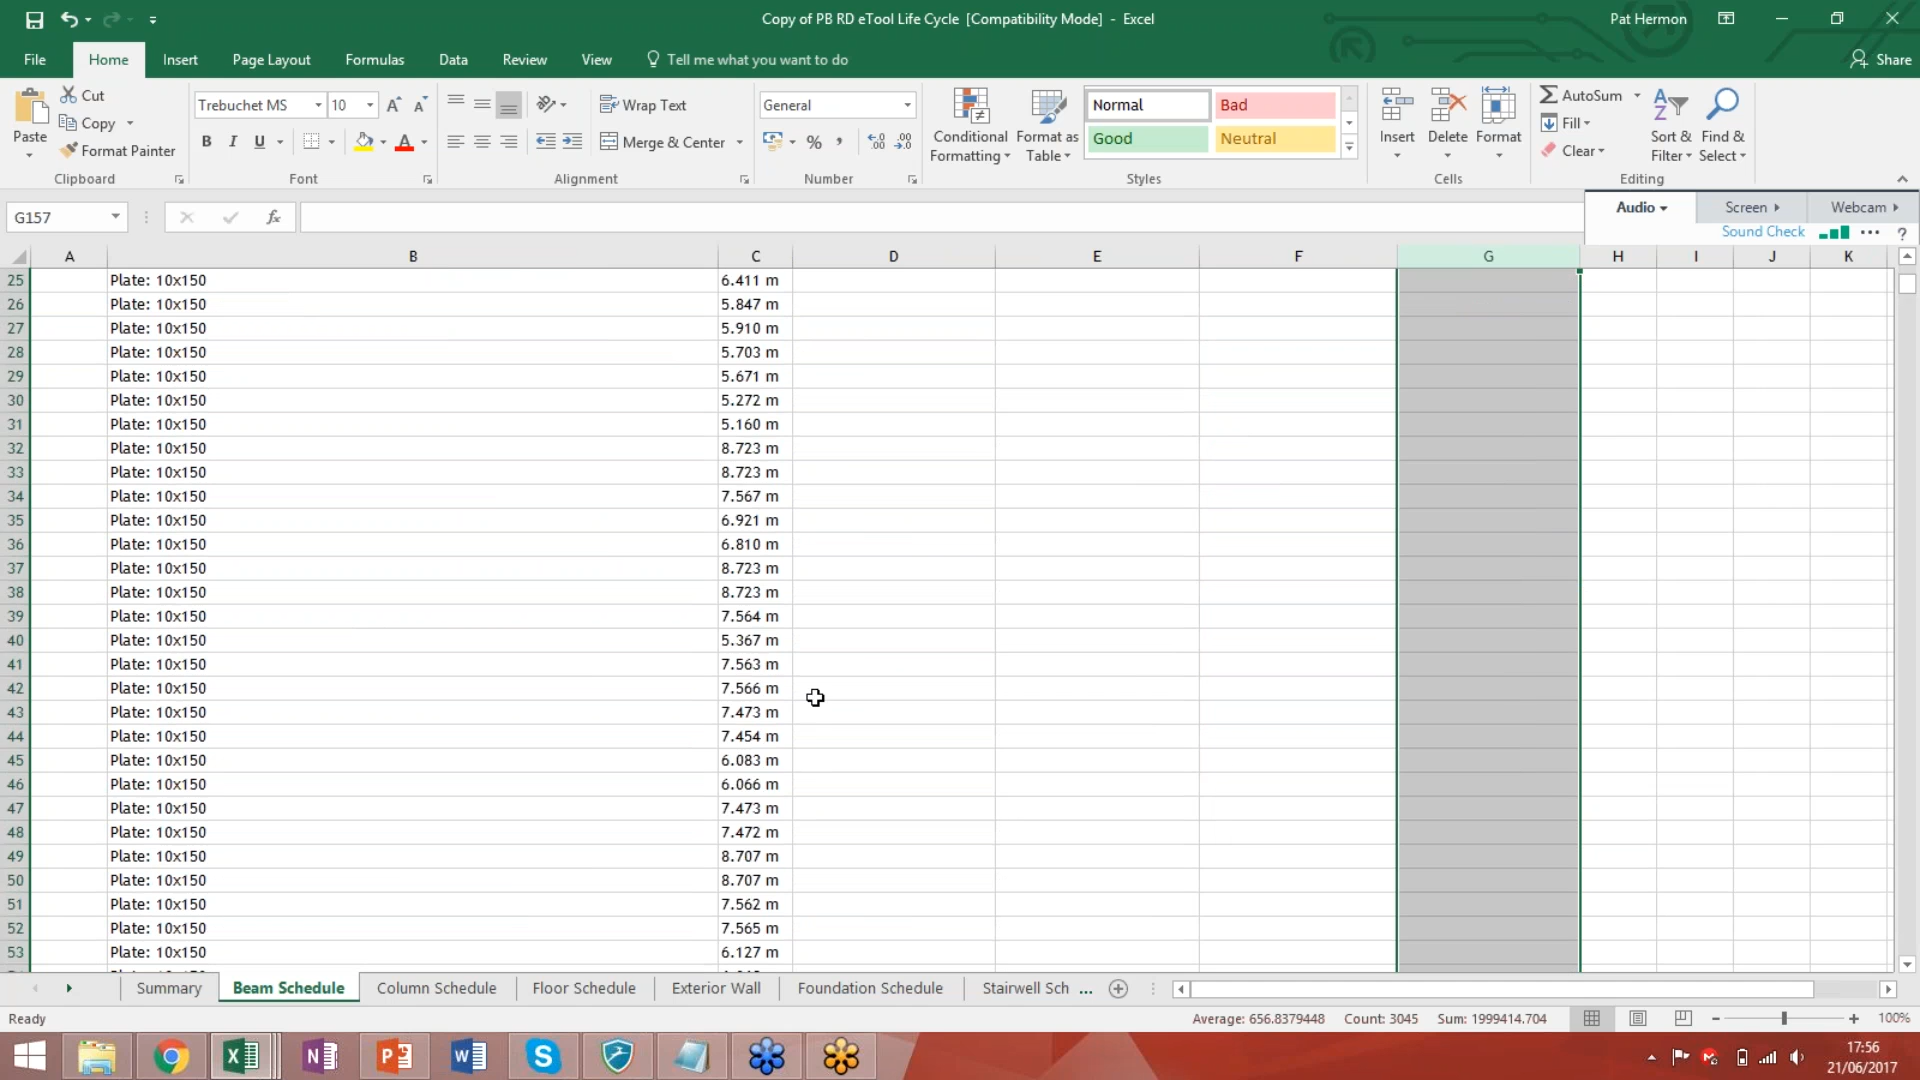 Copy of PB RD eTool Life Cycle [Compatibility Mode] - Excel
Pat Hermon
File Home Insert Page Layout Formulas Data Review View Tell me what you want to do Share
Paste
Cut
Copy
Format Painter
Clipboard
Trebuchet MS 10
B I U
Font
Wrap Text
Merge & Center
Alignment
General
Number
Conditional Formatting
Format as Table
Normal Bad
Good Neutral
Styles
Insert Delete Format
Cells
AutoSum
Fill
Clear
Sort & Filter
Find & Select
Editing
G157
fx
Audio Screen Webcam
Sound Check
A B C D E F G H I J K
25 Plate: 10x150 6.411 m
26 Plate: 10x150 5.847 m
27 Plate: 10x150 5.910 m
28 Plate: 10x150 5.703 m
29 Plate: 10x150 5.671 m
30 Plate: 10x150 5.272 m
31 Plate: 10x150 5.160 m
32 Plate: 10x150 8.723 m
33 Plate: 10x150 8.723 m
34 Plate: 10x150 7.567 m
35 Plate: 10x150 6.921 m
36 Plate: 10x150 6.810 m
37 Plate: 10x150 8.723 m
38 Plate: 10x150 8.723 m
39 Plate: 10x150 7.564 m
40 Plate: 10x150 5.367 m
41 Plate: 10x150 7.563 m
42 Plate: 10x150 7.566 m
43 Plate: 10x150 7.473 m
44 Plate: 10x150 7.454 m
45 Plate: 10x150 6.083 m
46 Plate: 10x150 6.066 m
47 Plate: 10x150 7.473 m
48 Plate: 10x150 7.472 m
49 Plate: 10x150 8.707 m
50 Plate: 10x150 8.707 m
51 Plate: 10x150 7.562 m
52 Plate: 10x150 7.565 m
53 Plate: 10x150 6.127 m
Summary Beam Schedule Column Schedule Floor Schedule Exterior Wall Foundation Schedule Stairwell Sch ...
Ready
Average: 656.8379448 Count: 3045 Sum: 1999414.704
100%
17:56
21/06/2017